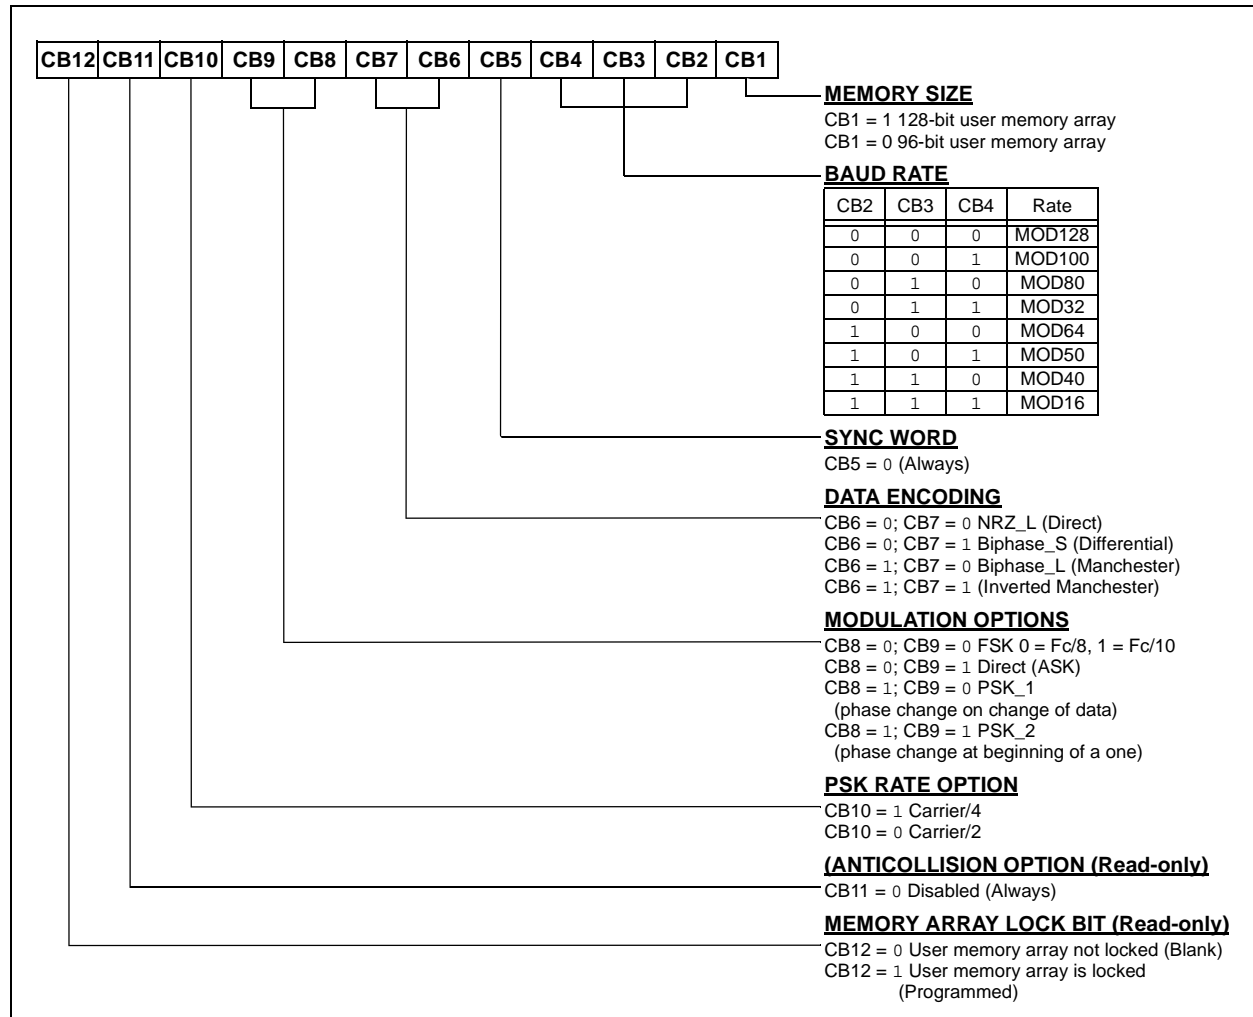 CB12 CB11 CB10 CB9 CB8 CB7 CB6 CB5 CB4 CB3 CB2 CB1
MEMORY SIZE
CB1 = 1 128-bit user memory array
CB1 = 0 96-bit user memory array
BAUD RATE
CB2 CB3 CB4 Rate
0 0 0 MOD128
0 0 1 MOD100
0 1 0 MOD80
0 1 1 MOD32
1 0 0 MOD64
1 0 1 MOD50
1 1 0 MOD40
1 1 1 MOD16
SYNC WORD
CB5 = 0 (Always)
DATA ENCODING
CB6 = 0; CB7 = 0 NRZ_L (Direct)
CB6 = 0; CB7 = 1 Biphase_S (Differential)
CB6 = 1; CB7 = 0 Biphase_L (Manchester)
CB6 = 1; CB7 = 1 (Inverted Manchester)
MODULATION OPTIONS
CB8 = 0; CB9 = 0 FSK 0 = Fc/8, 1 = Fc/10
CB8 = 0; CB9 = 1 Direct (ASK)
CB8 = 1; CB9 = 0 PSK_1
(phase change on change of data)
CB8 = 1; CB9 = 1 PSK_2
(phase change at beginning of a one)
PSK RATE OPTION
CB10 = 1 Carrier/4
CB10 = 0 Carrier/2
(ANTICOLLISION OPTION (Read-only)
CB11 = 0 Disabled (Always)
MEMORY ARRAY LOCK BIT (Read-only)
CB12 = 0 User memory array not locked (Blank)
CB12 = 1 User memory array is locked
(Programmed)